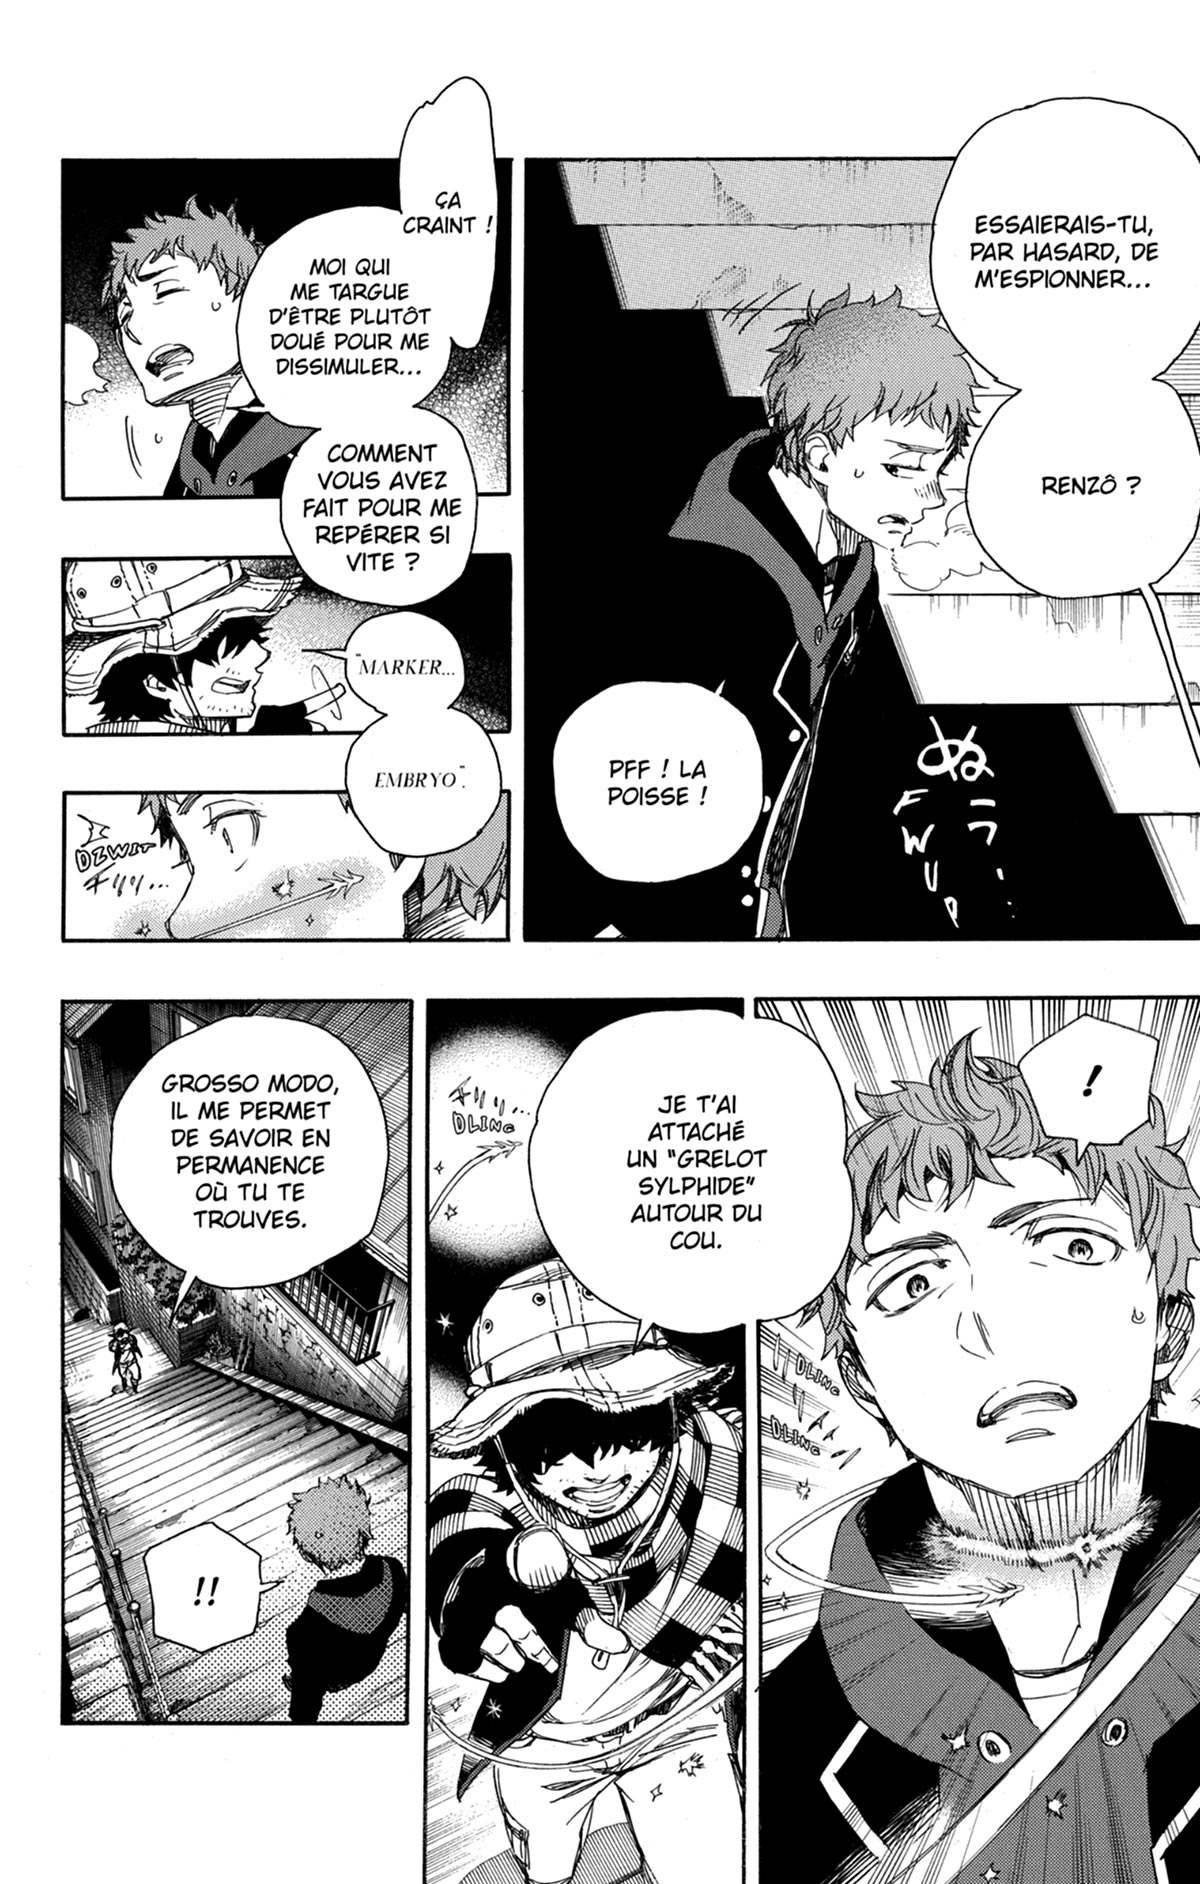 ESSAIERAIS-TU,
PAR HASARD, DE
M'ESPIONNER...
RENZÔ ?
PFF ! LA
POISSE !
ぬこフ...
FWUP
ÇA
CRAINT !
MOI QUI
ME TARGUE
D'ÊTRE PLUTÔT
DOUÉ POUR ME
DISSIMULER...
COMMENT
VOUS AVEZ
FAIT POUR ME
REPÉRER SI
VITE ?
"MARKER...
EMBRYO".
DZWIT
チリリ...
!
DLING
DLING
JE T'AI
ATTACHÉ
UN "GRELOT
SYLPHIDE"
AUTOUR DU
COU.
チリリ...
DLING
GROSSO MODO,
IL ME PERMET
DE SAVOIR EN
PERMANENCE
OÙ TU TE
TROUVES.
!!